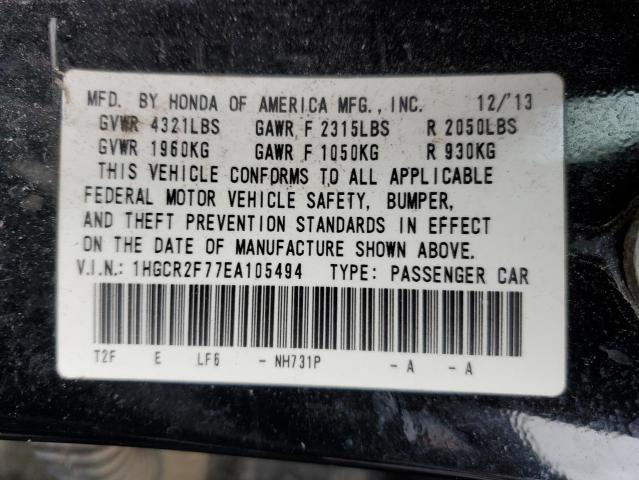 MFD. BY HONDA OF AMERICA MFG., INC. 12/'13
GVWR 4321LBS GAWR F 2315LBS R 2050LBS
GVWR 1960KG GAWR F 1050KG R 930KG
THIS VEHICLE CONFORMS TO ALL APPLICABLE
FEDERAL MOTOR VEHICLE SAFETY, BUMPER,
AND THEFT PREVENTION STANDARDS IN EFFECT
ON THE DATE OF MANUFACTURE SHOWN ABOVE.
V.I.N.: 1HGCR2F77EA105494 TYPE: PASSENGER CAR
T2F E LF6 - NH731P - A - A